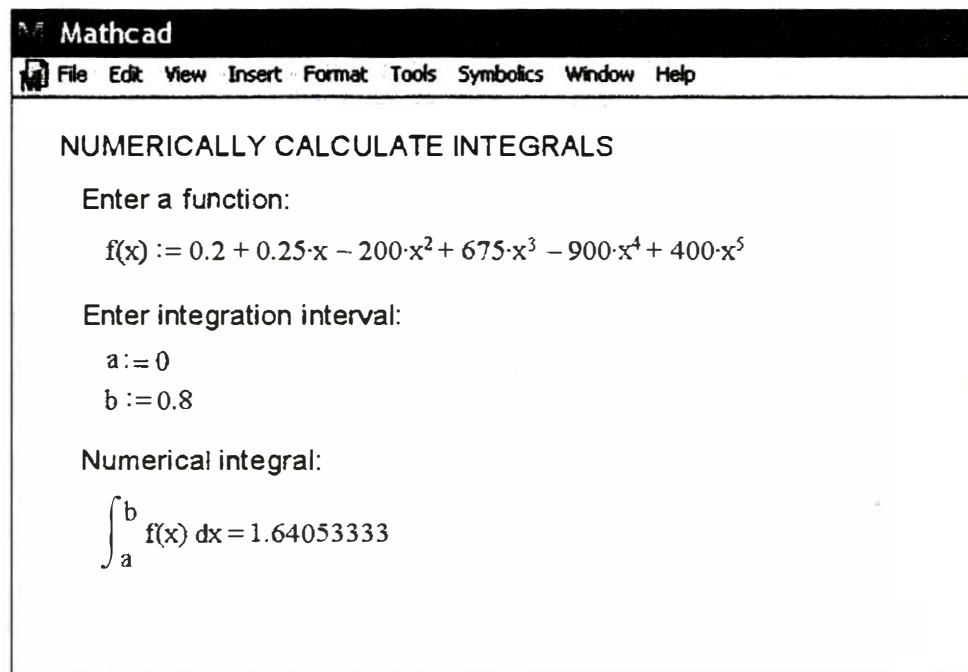 Mathcad
File Edit View Insert Format Tools Symbolics Window Help
NUMERICALLY CALCULATE INTEGRALS
Enter a function:
f(x) := 0.2 + 0.25·x – 200·x² + 675·x³ – 900·x⁴ + 400·x⁵
Enter integration interval:
a := 0
b := 0.8
Numerical integral:
∫ₐᵇ f(x) dx = 1.64053333